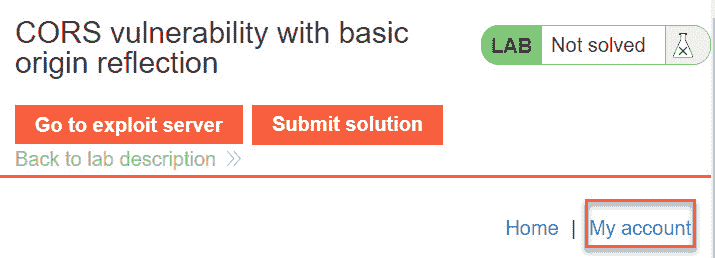 CORS vulnerability with basic
origin reflection
LAB Not solved
Go to exploit server Submit solution
Back to lab description
Home | My account